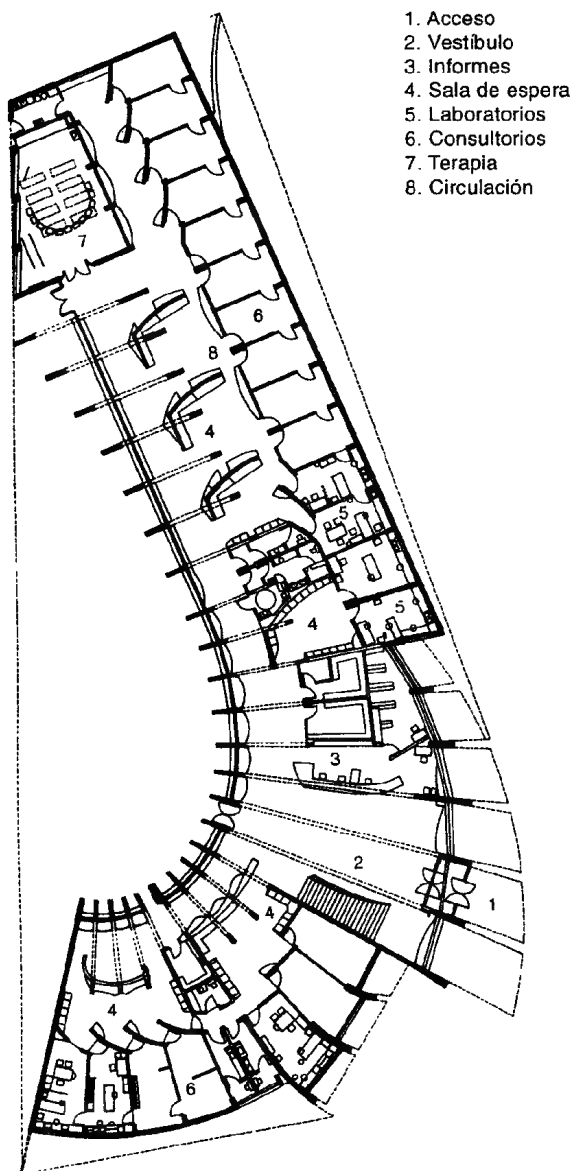 1. Acceso
2. Vestíbulo
3. Informes
4. Sala de espera
5. Laboratorios
6. Consultorios
7. Terapia
8. Circulación
7
6
8
4
5
5
4
3
2
1
4
4
6